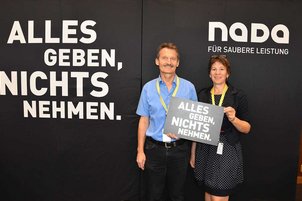 ALLES
GEBEN,
NICHTS
NEHMEN.
NADA
FÜR SAUBERE LEISTUNG
ALLES
GEBEN,
NICHTS
NEHMEN.